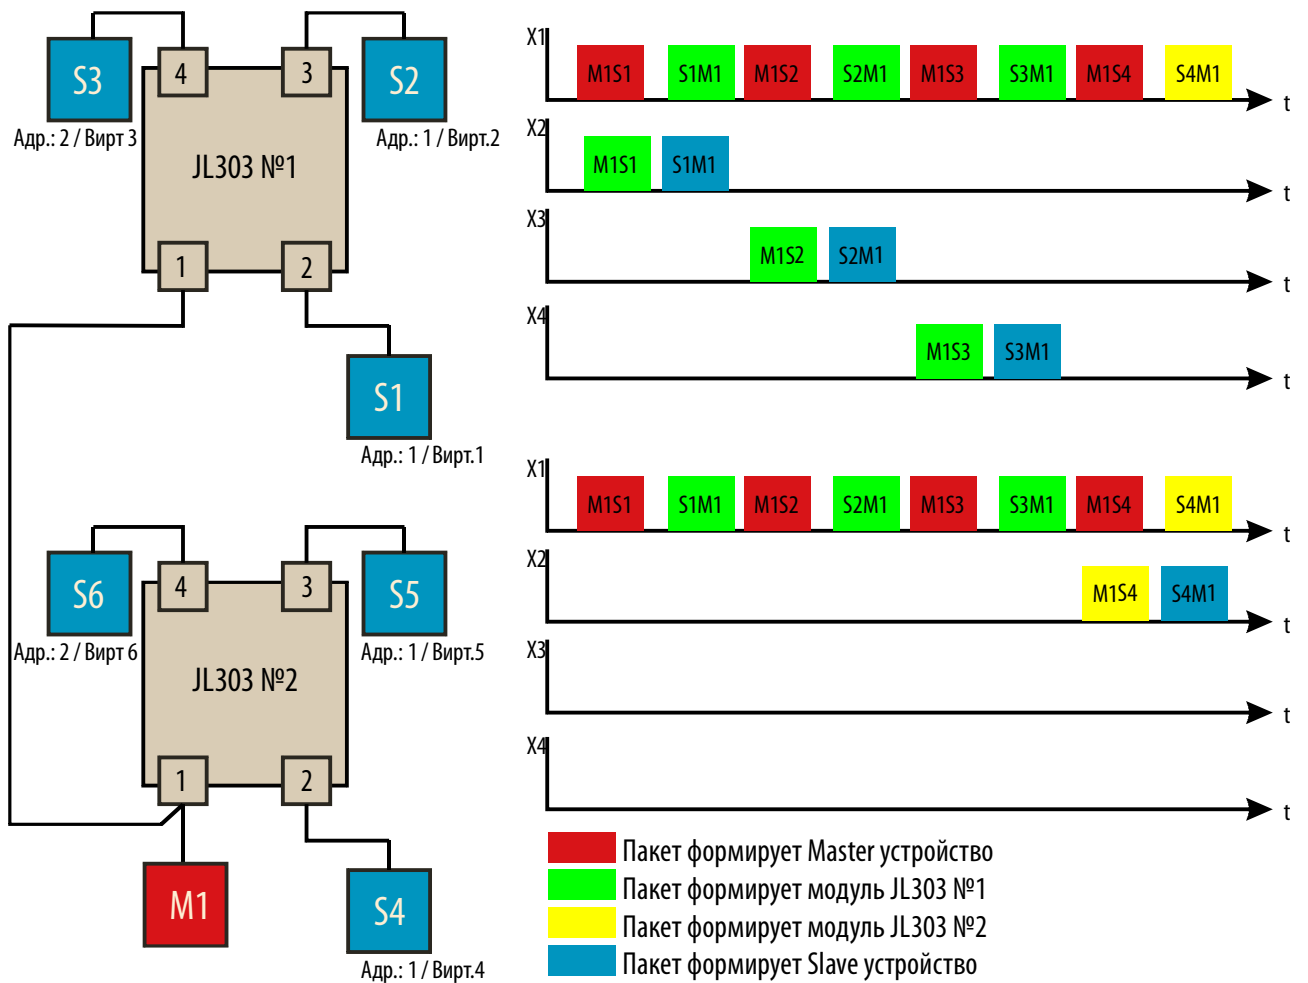 S3
4
3
S2
Адр.: 2 / Вирт 3
Адр.: 1 / Вирт.2
JL303 №1
1
2
S1
Адр.: 1 / Вирт.1
X1
M1S1 S1M1 M1S2 S2M1 M1S3 S3M1 M1S4 S4M1
t
X2
M1S1 S1M1
t
X3
M1S2 S2M1
t
X4
M1S3 S3M1
t
S6
4
3
S5
Адр.: 2 / Вирт 6
Адр.: 1 / Вирт.5
JL303 №2
1
2
M1
S4
Адр.: 1 / Вирт.4
X1
M1S1 S1M1 M1S2 S2M1 M1S3 S3M1 M1S4 S4M1
t
X2
M1S4 S4M1
t
X3
t
X4
t
Пакет формирует Master устройство
Пакет формирует модуль JL303 №1
Пакет формирует модуль JL303 №2
Пакет формирует Slave устройство